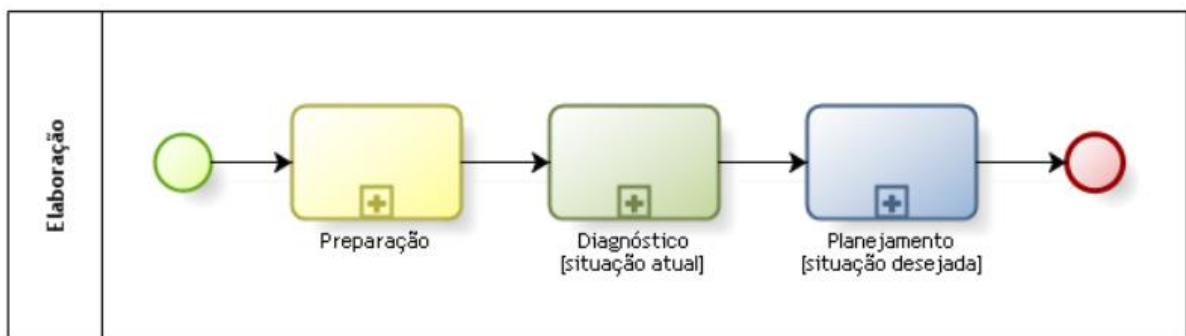 Elaboração
Preparação
Diagnóstico
[situação atual]
Planejamento
[situação desejada]